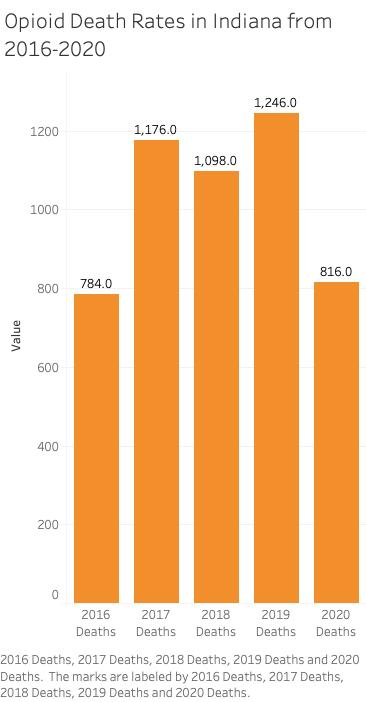 Opioid Death Rates in Indiana from
2016-2020
1,246.0
1200
1,176.0
1,098.0
1000
816.0
800
784.0
Value
600
400
200
0
2016 2017 2018 2019 2020
Deaths Deaths Deaths Deaths Deaths
2016 Deaths, 2017 Deaths, 2018 Deaths, 2019 Deaths and 2020
Deaths.  The marks are labeled by 2016 Deaths, 2017 Deaths,
2018 Deaths, 2019 Deaths and 2020 Deaths.